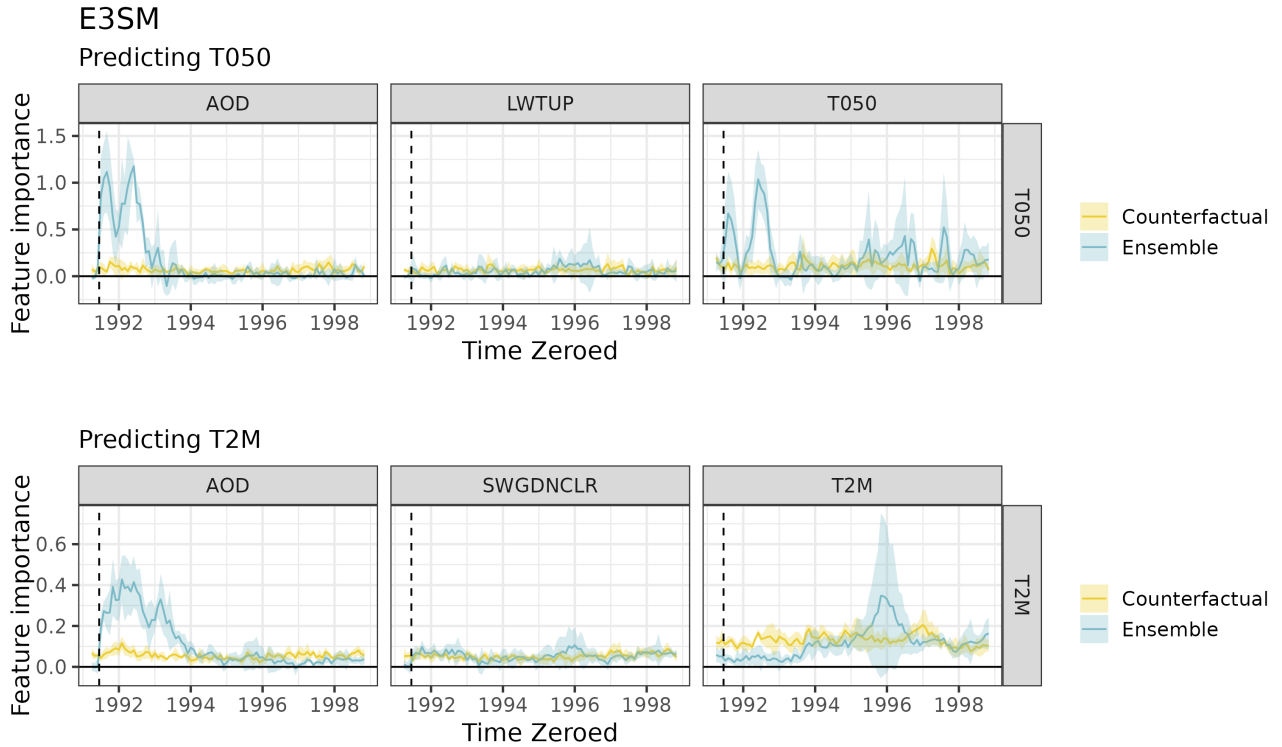 E3SM
Predicting T050
AOD LWTUP T050
Feature importance
1.5
1.0
0.5
0.0
T050
1992 1994 1996 1998 1992 1994 1996 1998 1992 1994 1996 1998
Time Zeroed
Counterfactual
Ensemble
Predicting T2M
AOD SWGDNCLR T2M
Feature importance
0.6
0.4
0.2
0.0
T2M
1992 1994 1996 1998 1992 1994 1996 1998 1992 1994 1996 1998
Time Zeroed
Counterfactual
Ensemble